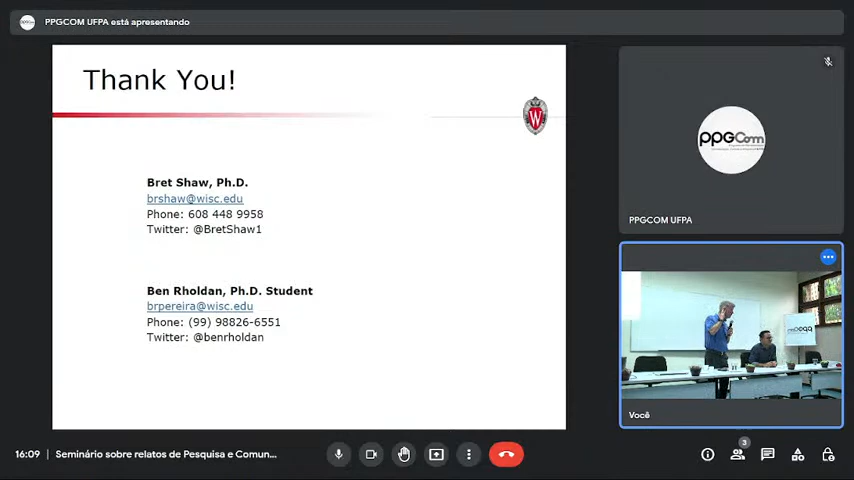 PPGCOM UFPA está apresentando
Thank You!
W
Bret Shaw, Ph.D.
brshaw@wisc.edu
Phone: 608 448 9958
Twitter: @BretShaw1
Ben Rholdan, Ph.D. Student
brpereira@wisc.edu
Phone: (99) 98826-6551
Twitter: @benrholdan
ppGCom
PPGCOM UFPA
Você
16:09 | Seminário sobre relatos de Pesquisa e Comun...
3